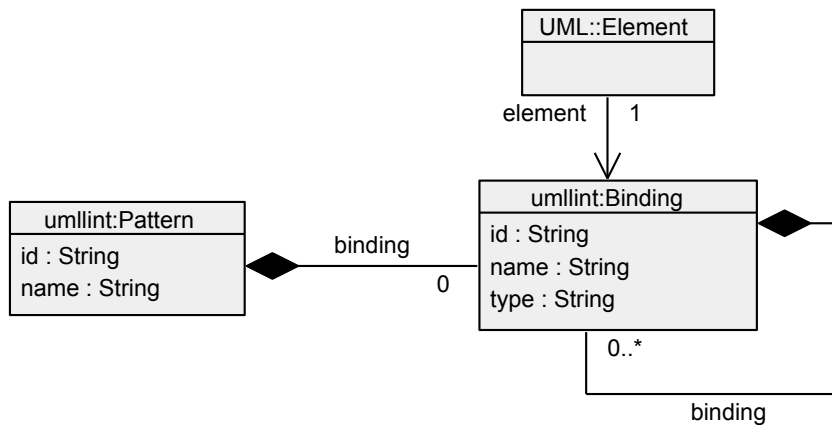 UML::Element
element 1
umllint:Pattern
id : String
name : String
binding
0
umllint:Binding
id : String
name : String
type : String
0..*
binding